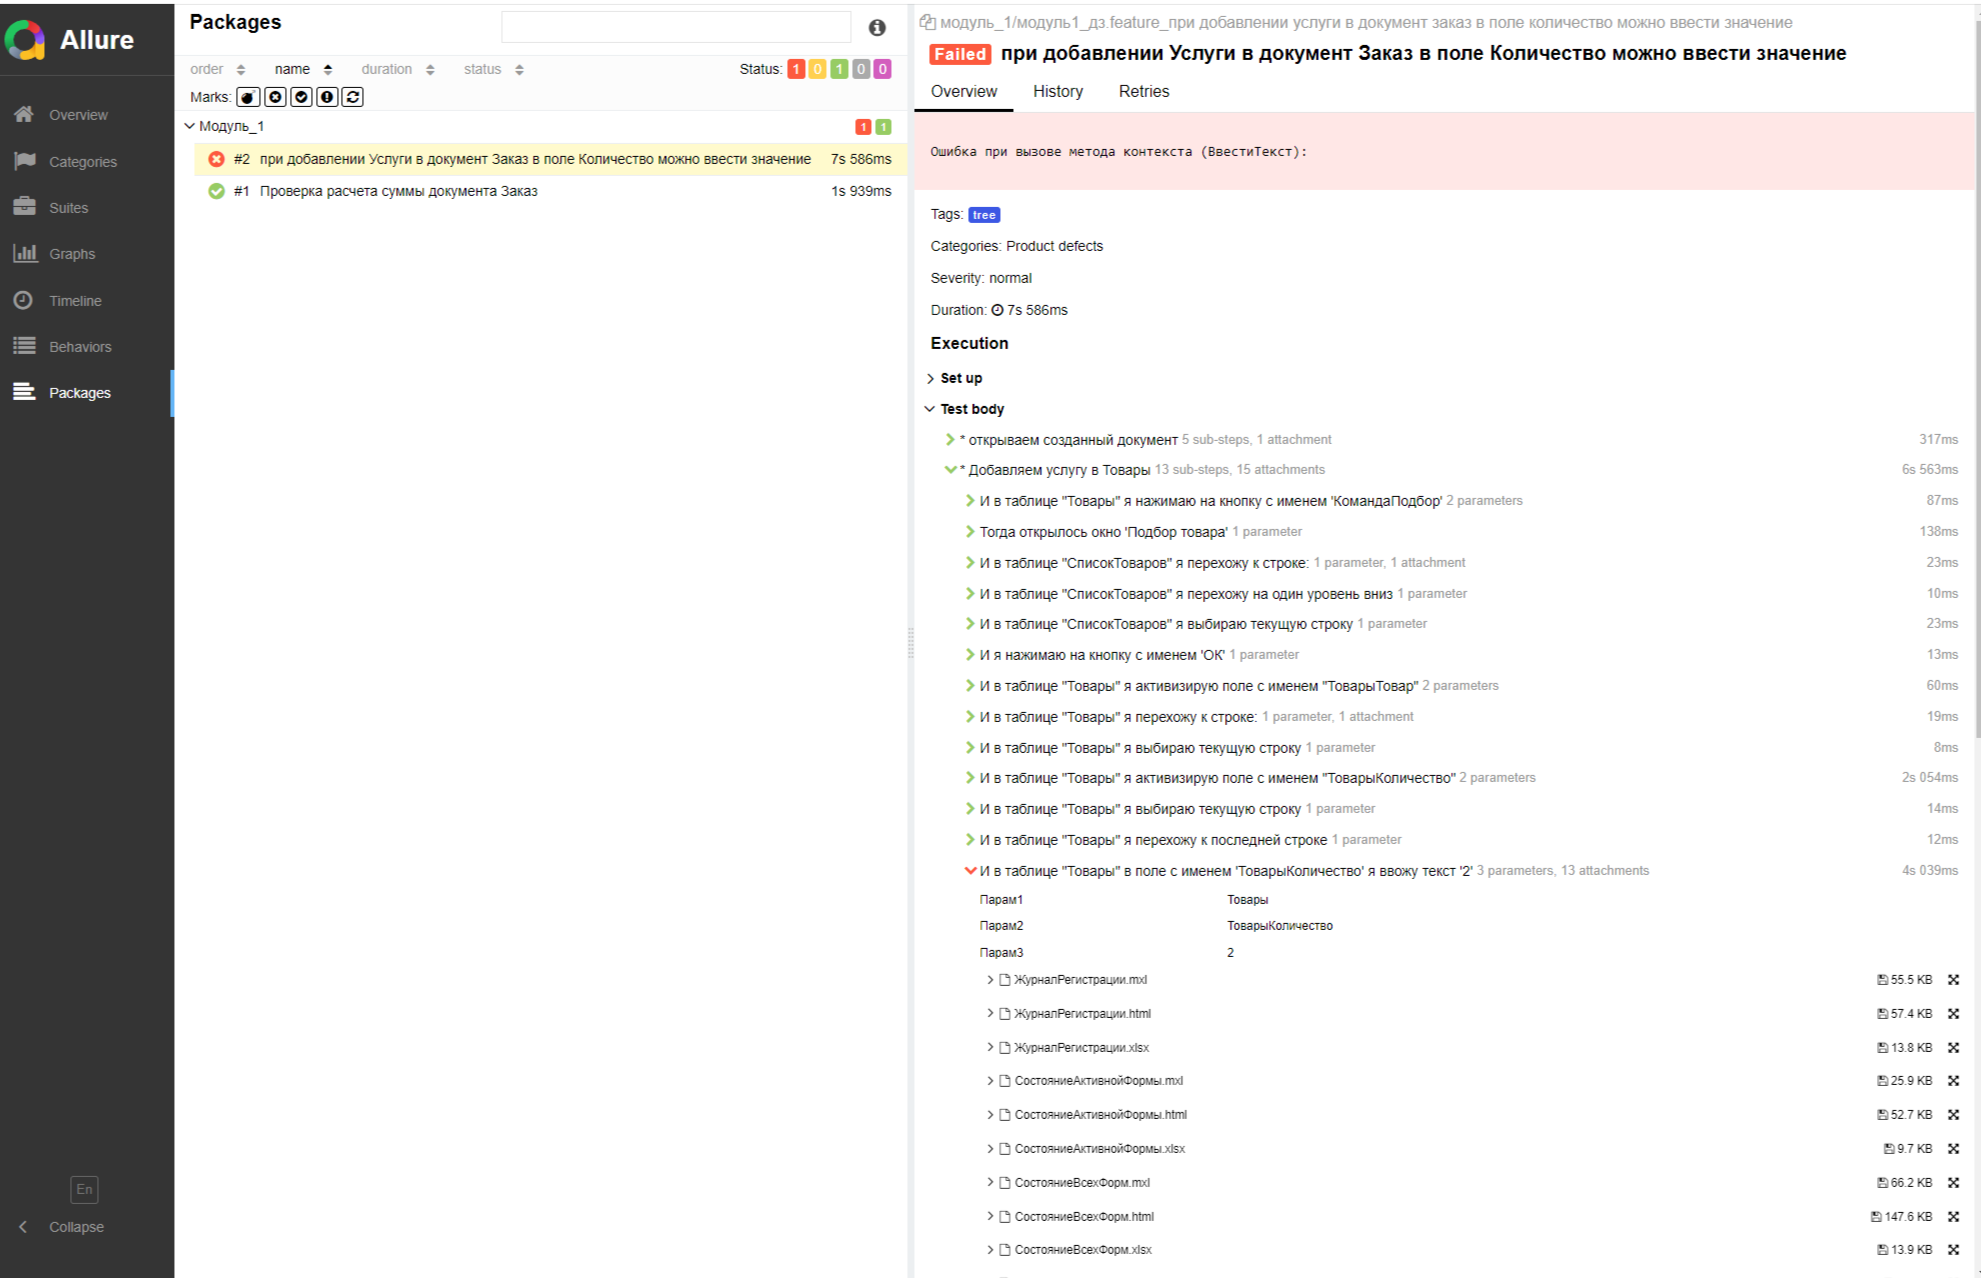 Allure
Overview
Categories
Suites
Graphs
Timeline
Behaviors
Packages
En
Collapse
Packages
order name duration status Status: 1 0 1 0 0
Marks:
Модуль_1 1 1
#2 при добавлении Услуги в документ Заказ в поле Количество можно ввести значение 7s 586ms
#1 Проверка расчета суммы документа Заказ 1s 939ms
модуль_1/модуль1_дз.feature_при добавлении услуги в документ заказ в поле количество можно ввести значение
Failed при добавлении Услуги в документ Заказ в поле Количество можно ввести значение
Overview History Retries
Ошибка при вызове метода контекста (ВвестиТекст):
Tags: tree
Categories: Product defects
Severity: normal
Duration: 7s 586ms
Execution
Set up
Test body
* открываем созданный документ 5 sub-steps, 1 attachment 317ms
* Добавляем услугу в Товары 13 sub-steps, 15 attachments 6s 563ms
И в таблице "Товары" я нажимаю на кнопку с именем 'КомандаПодбор' 2 parameters 87ms
Тогда открылось окно 'Подбор товара' 1 parameter 138ms
И в таблице "СписокТоваров" я перехожу к строке: 1 parameter, 1 attachment 23ms
И в таблице "СписокТоваров" я перехожу на один уровень вниз 1 parameter 10ms
И в таблице "СписокТоваров" я выбираю текущую строку 1 parameter 23ms
И я нажимаю на кнопку с именем 'ОК' 1 parameter 13ms
И в таблице "Товары" я активизирую поле с именем "ТоварыТовар" 2 parameters 60ms
И в таблице "Товары" я перехожу к строке: 1 parameter, 1 attachment 19ms
И в таблице "Товары" я выбираю текущую строку 1 parameter 8ms
И в таблице "Товары" я активизирую поле с именем "ТоварыКоличество" 2 parameters 2s 054ms
И в таблице "Товары" я выбираю текущую строку 1 parameter 14ms
И в таблице "Товары" я перехожу к последней строке 1 parameter 12ms
И в таблице "Товары" в поле с именем 'ТоварыКоличество' я ввожу текст '2' 3 parameters, 13 attachments 4s 039ms
Парам1 Товары
Парам2 ТоварыКоличество
Парам3 2
ЖурналРегистрации.mxl 55.5 KB
ЖурналРегистрации.html 57.4 KB
ЖурналРегистрации.xlsx 13.8 KB
СостояниеАктивнойФормы.mxl 25.9 KB
СостояниеАктивнойФормы.html 52.7 KB
СостояниеАктивнойФормы.xlsx 9.7 KB
СостояниеВсехФорм.mxl 66.2 KB
СостояниеВсехФорм.html 147.6 KB
СостояниеВсехФорм.xlsx 13.9 KB